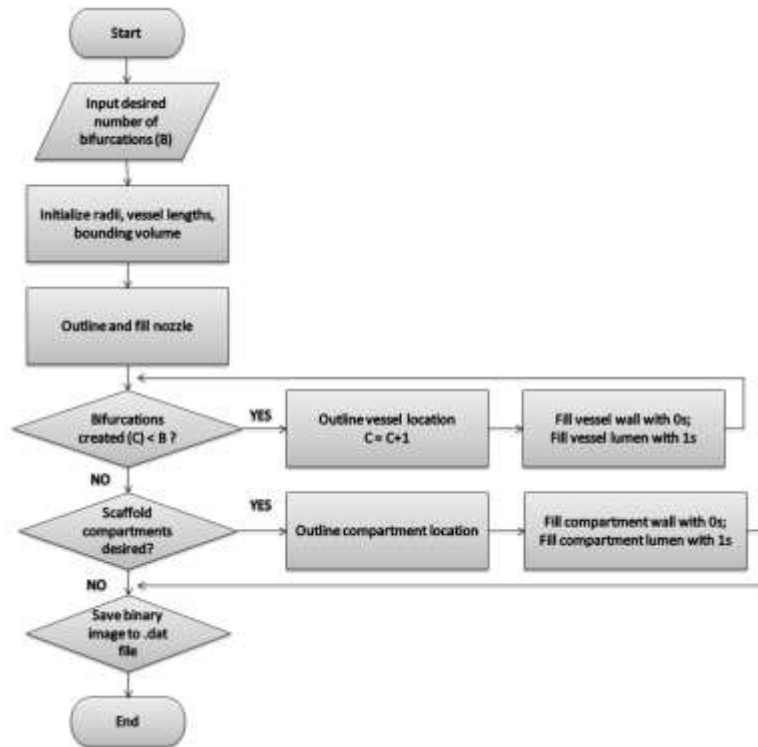 Start
Input desired
number of
bifurcations (B)
Initialize radii, vessel lengths,
bounding volume
Outline and fill nozzle
Bifurcations
created (C) < B ?
YES
Outline vessel location
C = C+1
Fill vessel wall with 0s;
Fill vessel lumen with 1s
NO
Scaffold
compartments
desired?
YES
Outline compartment location
Fill compartment wall with 0s;
Fill compartment lumen with 1s
NO
Save binary
image to .dat
file
End